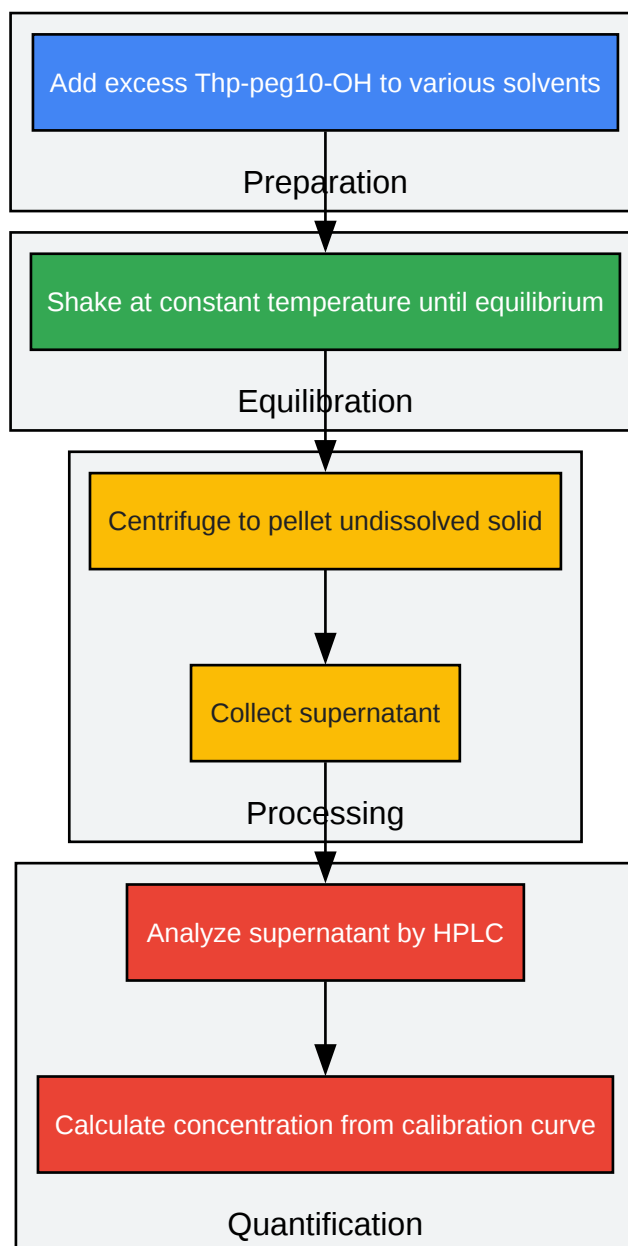 Add excess Thp-peg10-OH to various solvents
Preparation
Shake at constant temperature until equilibrium
Equilibration
Centrifuge to pellet undissolved solid
Collect supernatant
Processing
Analyze supernatant by HPLC
Calculate concentration from calibration curve
Quantification